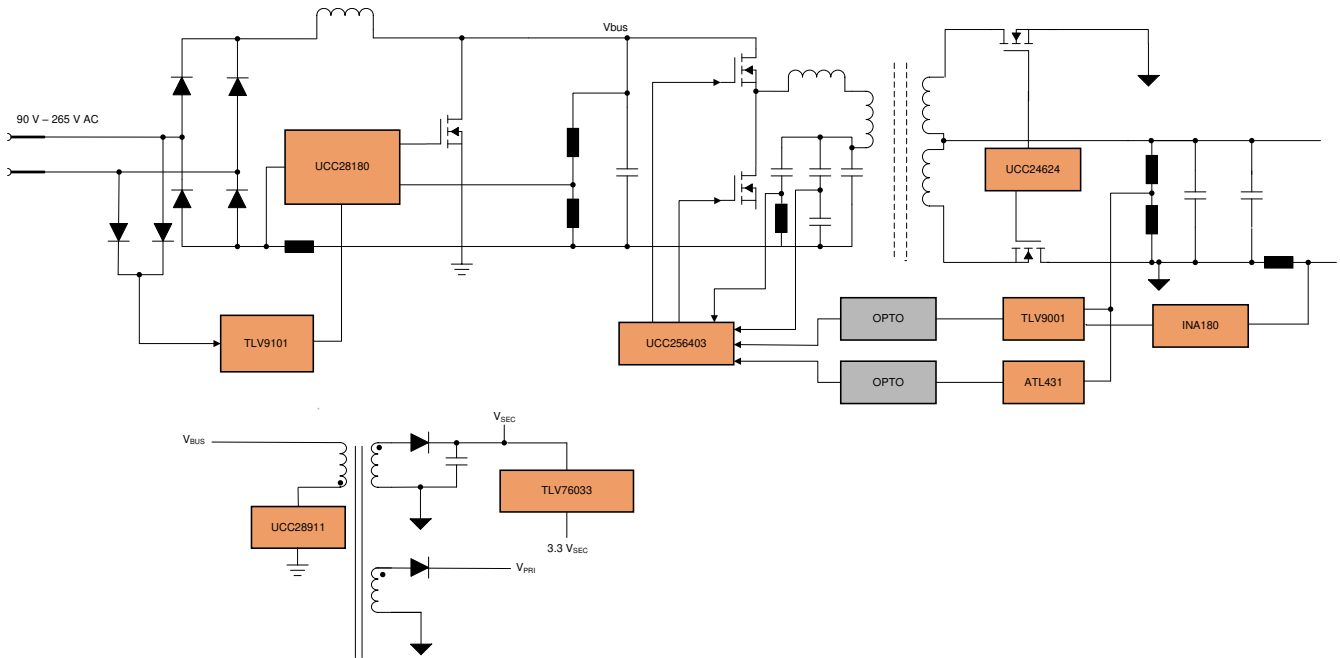 Vbus
90 V – 265 V AC
UCC28180
UCC24624
TLV9101
UCC256403
OPTO
TLV9001
INA180
OPTO
ATL431
VSEC
VBUS
TLV76033
UCC28911
3.3 VSEC
VPRI